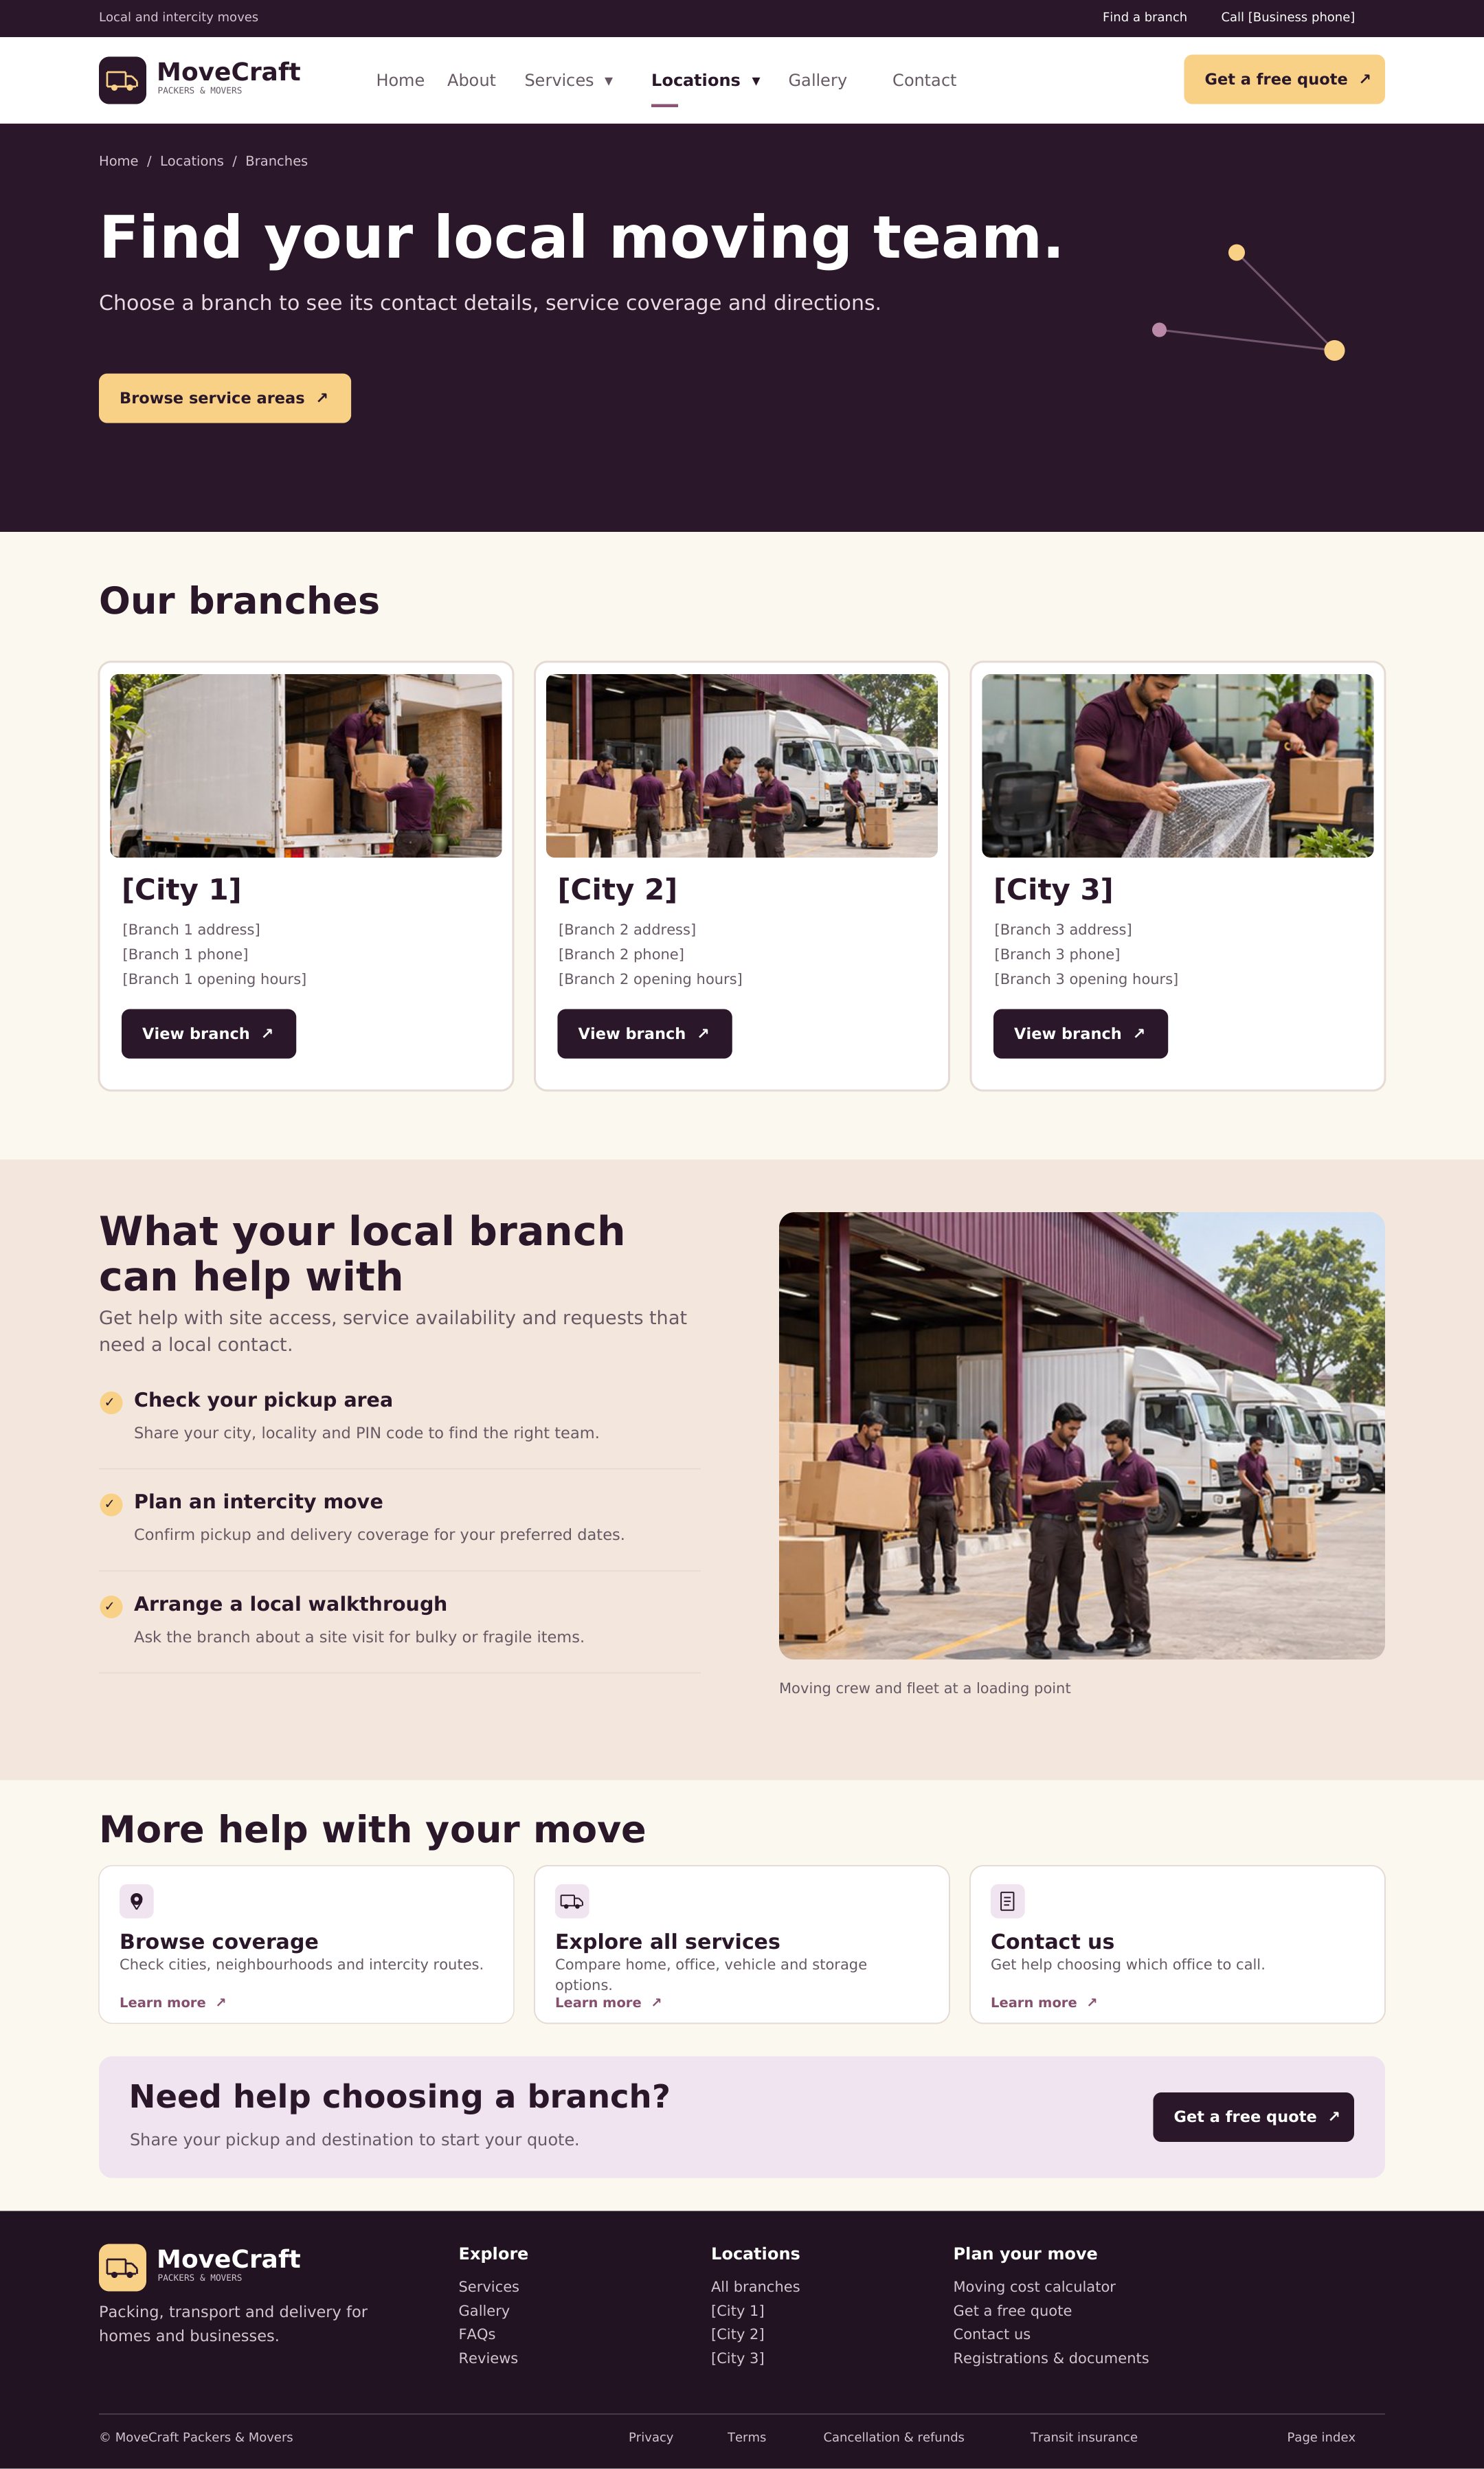 Local and intercity moves
Find a branch
Call [Business phone]
MoveCraft
PACKERS & MOVERS
Home
About
Services ▾
Locations ▾
Gallery
Contact
Get a free quote ↗
Home / Locations / Branches
Find your local moving team.
Choose a branch to see its contact details, service coverage and directions.
Browse service areas ↗
Our branches
[City 1]
[Branch 1 address]
[Branch 1 phone]
[Branch 1 opening hours]
View branch ↗
[City 2]
[Branch 2 address]
[Branch 2 phone]
[Branch 2 opening hours]
View branch ↗
[City 3]
[Branch 3 address]
[Branch 3 phone]
[Branch 3 opening hours]
View branch ↗
What your local branch
can help with
Get help with site access, service availability and requests that
need a local contact.
✓ Check your pickup area
Share your city, locality and PIN code to find the right team.
✓ Plan an intercity move
Confirm pickup and delivery coverage for your preferred dates.
✓ Arrange a local walkthrough
Ask the branch about a site visit for bulky or fragile items.
Moving crew and fleet at a loading point
More help with your move
Browse coverage
Check cities, neighbourhoods and intercity routes.
Learn more ↗
Explore all services
Compare home, office, vehicle and storage
options.
Learn more ↗
Contact us
Get help choosing which office to call.
Learn more ↗
Need help choosing a branch?
Share your pickup and destination to start your quote.
Get a free quote ↗
MoveCraft
PACKERS & MOVERS
Packing, transport and delivery for
homes and businesses.
Explore
Services
Gallery
FAQs
Reviews
Locations
All branches
[City 1]
[City 2]
[City 3]
Plan your move
Moving cost calculator
Get a free quote
Contact us
Registrations & documents
© MoveCraft Packers & Movers
Privacy
Terms
Cancellation & refunds
Transit insurance
Page index